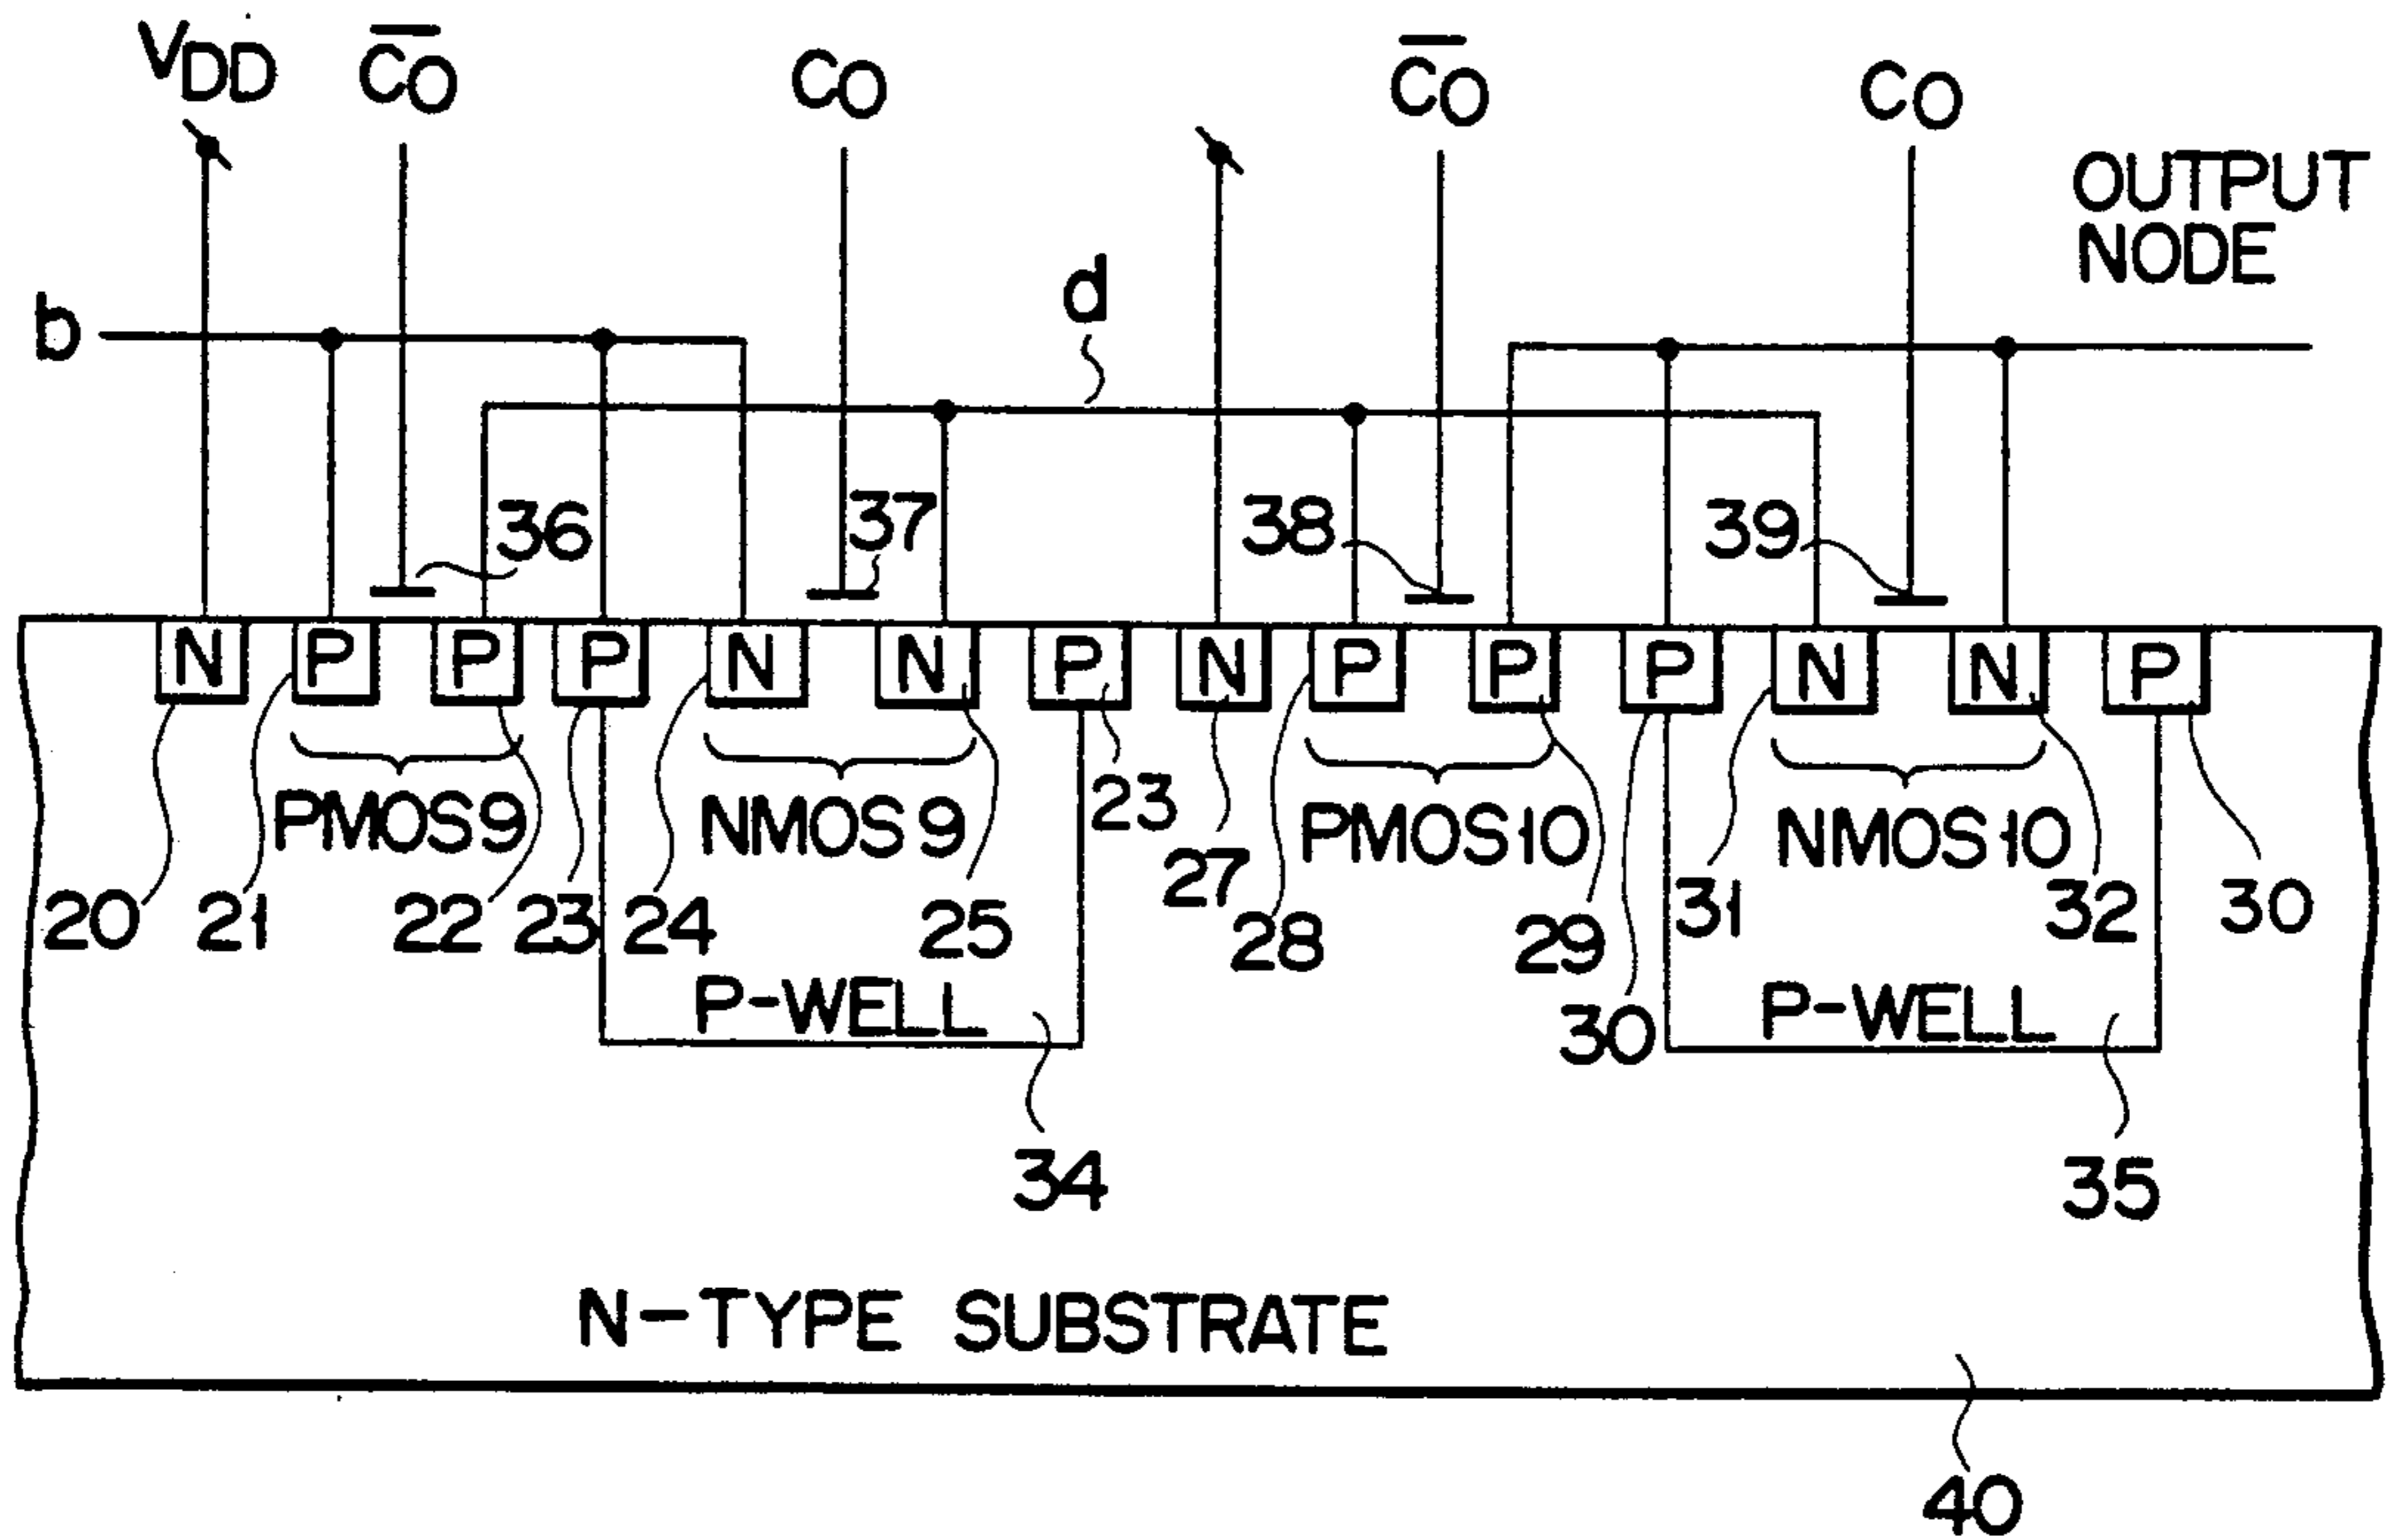 VDD
C̅O̅
CO
C̅O̅
CO
OUTPUT
NODE
b
d
36
37
38
39
N P P P N N P N P P P N N P
PMOS9
NMOS9
23
PMOS10
NMOS10
20
21
22
23
24
25
27
28
29
30
31
32
30
P-WELL
P-WELL
34
35
N-TYPE SUBSTRATE
40